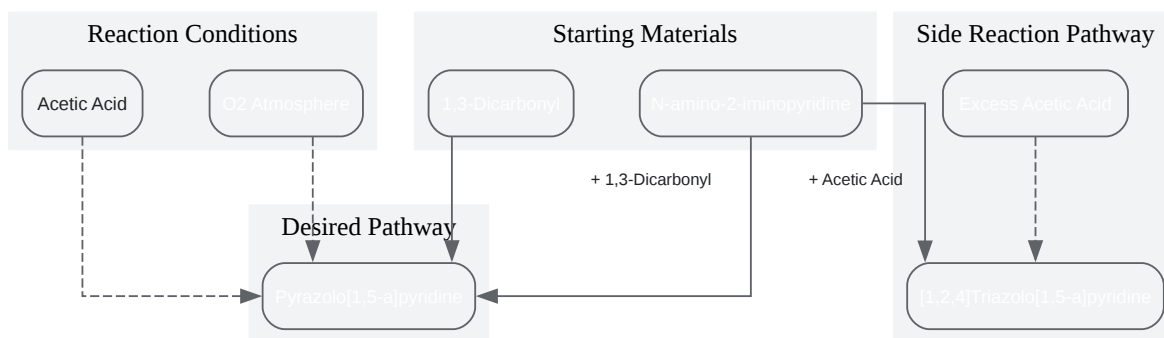 Reaction Conditions
Starting Materials
Side Reaction Pathway
Acetic Acid
O2 Atmosphere
1,3-Dicarbonyl
N-amino-2-iminopyridine
Excess Acetic Acid
+ 1,3-Dicarbonyl
+ Acetic Acid
Desired Pathway
Pyrazolo[1,5-a]pyridine
[1,2,4]Triazolo[1,5-a]pyridine